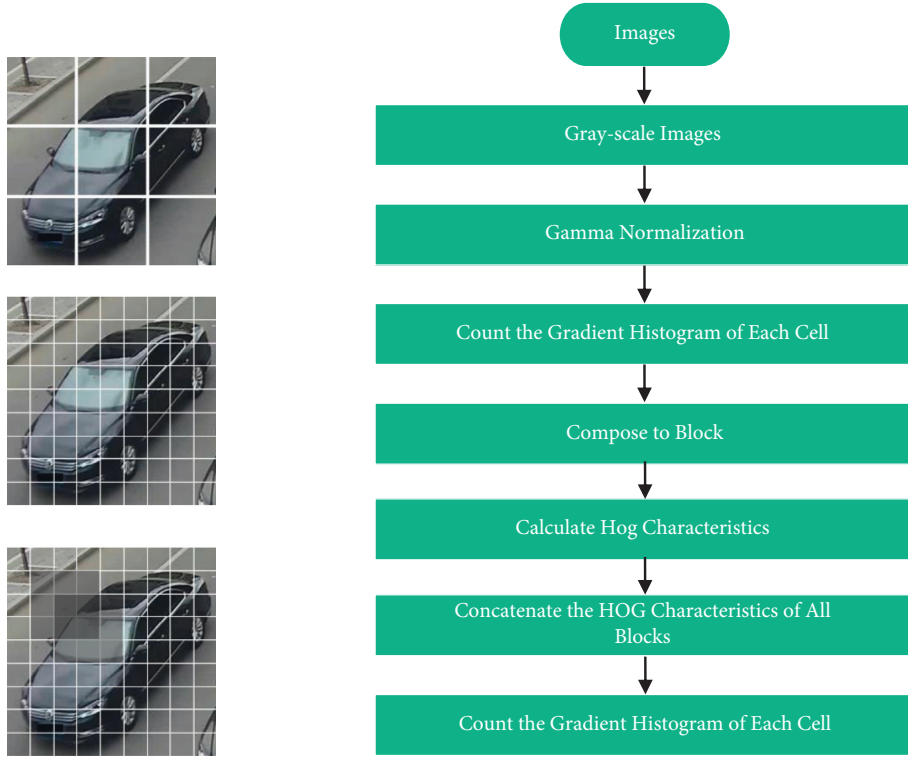 Images
Gray-scale Images
Gamma Normalization
Count the Gradient Histogram of Each Cell
Compose to Block
Calculate Hog Characteristics
Concatenate the HOG Characteristics of All
Blocks
Count the Gradient Histogram of Each Cell